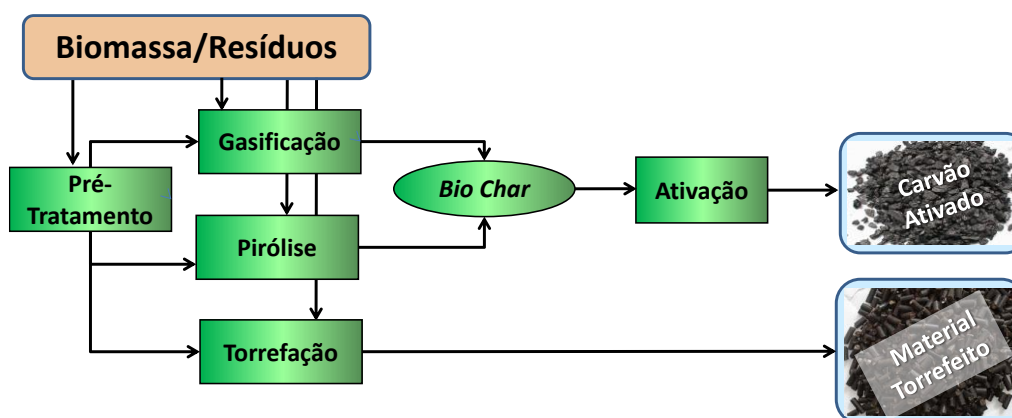 Biomassa/Resíduos
Gasificação
Pré-
Tratamento
Bio Char
Ativação
Carvão
Ativado
Pirólise
Torrefação
Material
Torrefeito